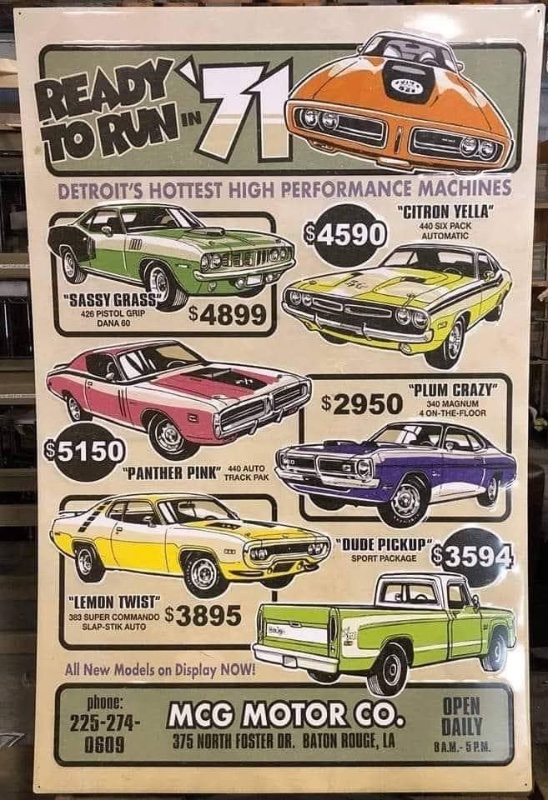 READY
TO RUN IN '71
DETROIT'S HOTTEST HIGH PERFORMANCE MACHINES
"CITRON YELLA"
440 SIX PACK
AUTOMATIC
$4590
"SASSY GRASS"
426 PISTOL GRIP
DANA 60
$4899
"PLUM CRAZY"
340 MAGNUM
4 ON-THE-FLOOR
$2950
$5150
"PANTHER PINK" 440 AUTO
TRACK PAK
"DUDE PICKUP"
SPORT PACKAGE
$3594
"LEMON TWIST"
383 SUPER COMMANDO
SLAP-STIK AUTO
$3895
All New Models on Display NOW!
phone:
225-274-
0609
MCG MOTOR CO.
375 NORTH FOSTER DR. BATON ROUGE, LA
OPEN
DAILY
8 A.M.- 5 P.M.